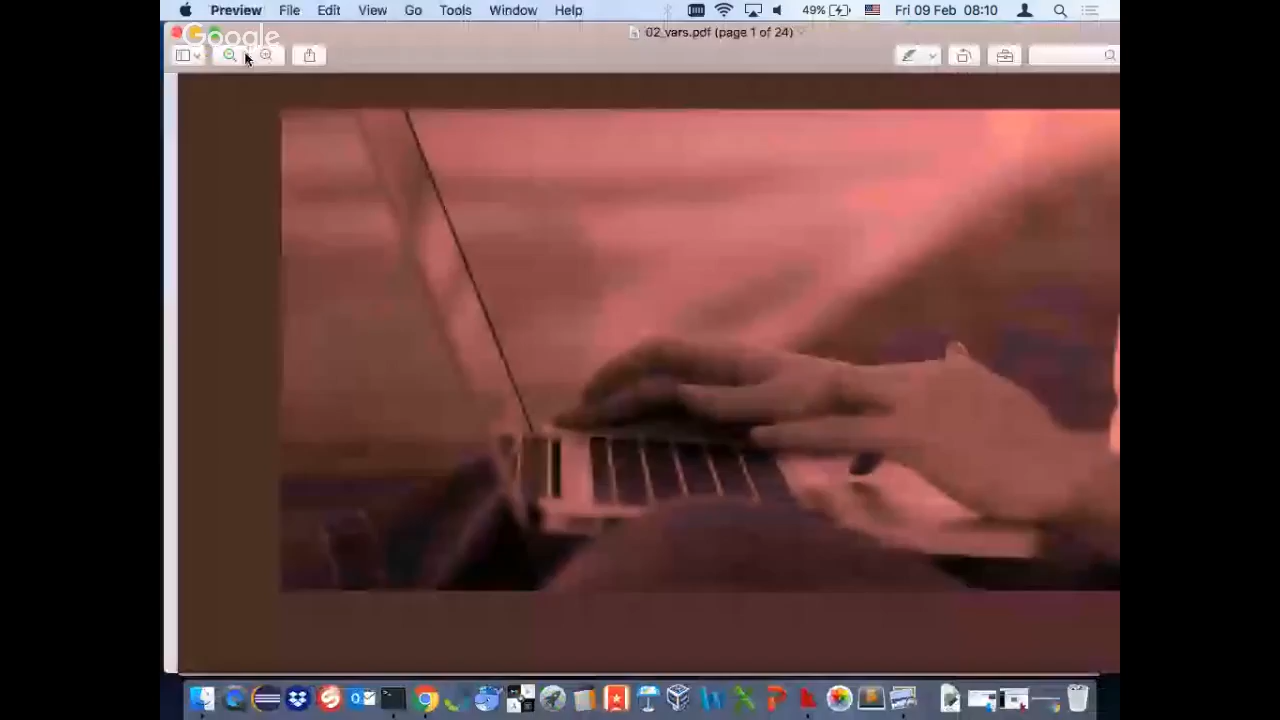 Preview File Edit View Go Tools Window Help 49% Fri 09 Feb 08:10
Google
02_vars.pdf (page 1 of 24)